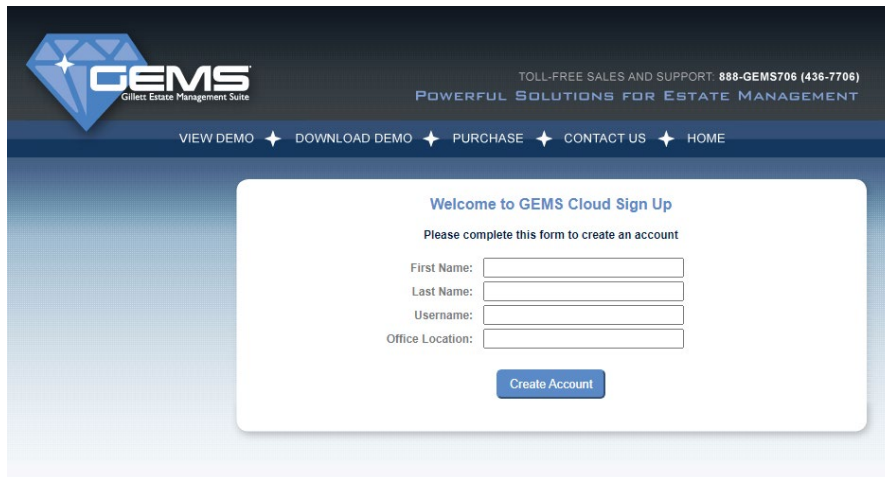 GEMS
Gillett Estate Management Suite
TOLL-FREE SALES AND SUPPORT: 888-GEMS706 (436-7706)
POWERFUL SOLUTIONS FOR ESTATE MANAGEMENT
VIEW DEMO DOWNLOAD DEMO PURCHASE CONTACT US HOME
Welcome to GEMS Cloud Sign Up
Please complete this form to create an account
First Name:
Last Name:
Username:
Office Location:
Create Account